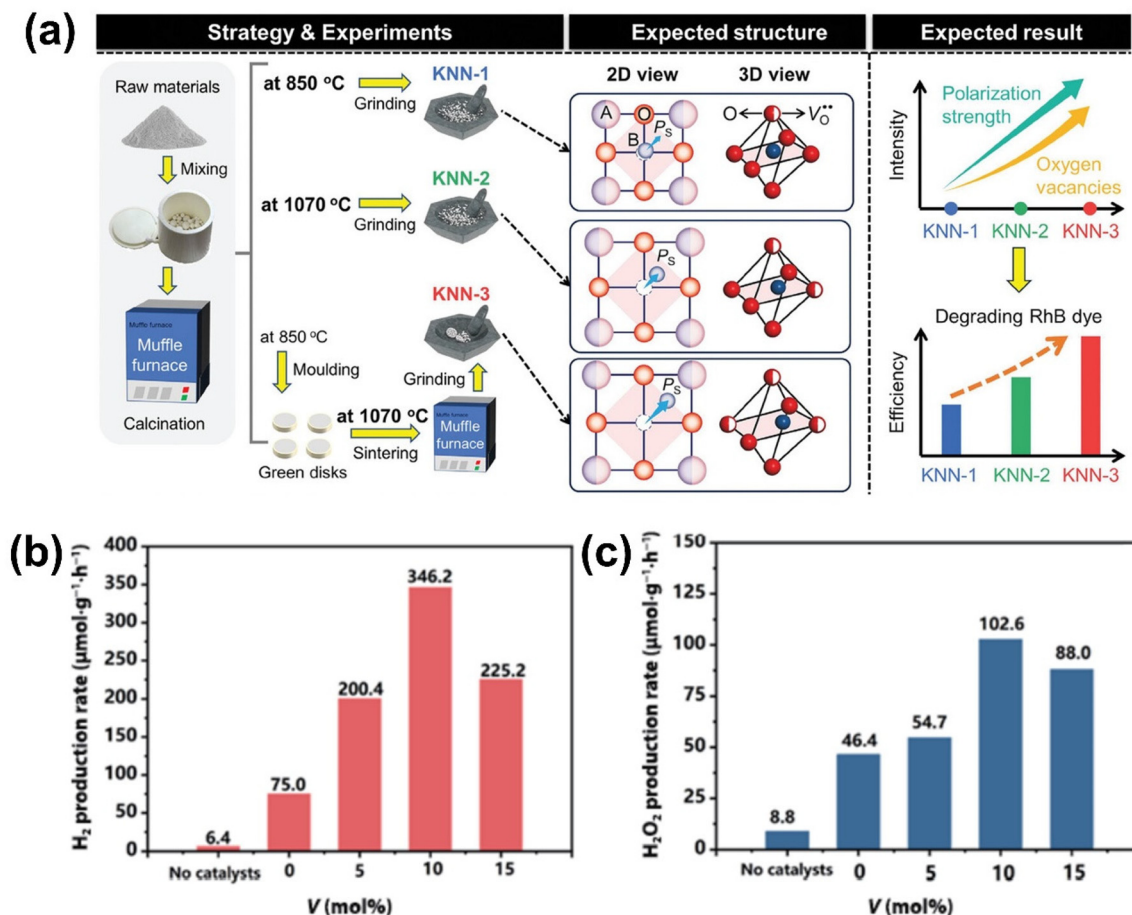 (a)
Strategy & Experiments
Expected structure
Expected result
Raw materials
Mixing
Muffle furnace
Muffle
furnace
Calcination
at 850 °C
Grinding
KNN-1
at 1070 °C
Grinding
KNN-2
at 850 °C
Moulding
Green disks
at 1070 °C
Sintering
KNN-3
Grinding
Muffle furnace
Muffle
furnace
2D view
3D view
A
O
B
Pₛ
O
V_O^••
Pₛ
Pₛ
Intensity
Polarization
strength
Oxygen
vacancies
KNN-1 KNN-2 KNN-3
Degrading RhB dye
Efficiency
KNN-1 KNN-2 KNN-3
(b)
H₂ production rate (μmol·g⁻¹·h⁻¹)
400
350
300
250
200
150
100
75
50
25
0
6.4
75.0
200.4
346.2
225.2
No catalysts 0 5 10 15
V (mol%)
(c)
H₂O₂ production rate (μmol·g⁻¹·h⁻¹)
150
125
100
75
50
25
0
8.8
46.4
54.7
102.6
88.0
No catalysts 0 5 10 15
V (mol%)